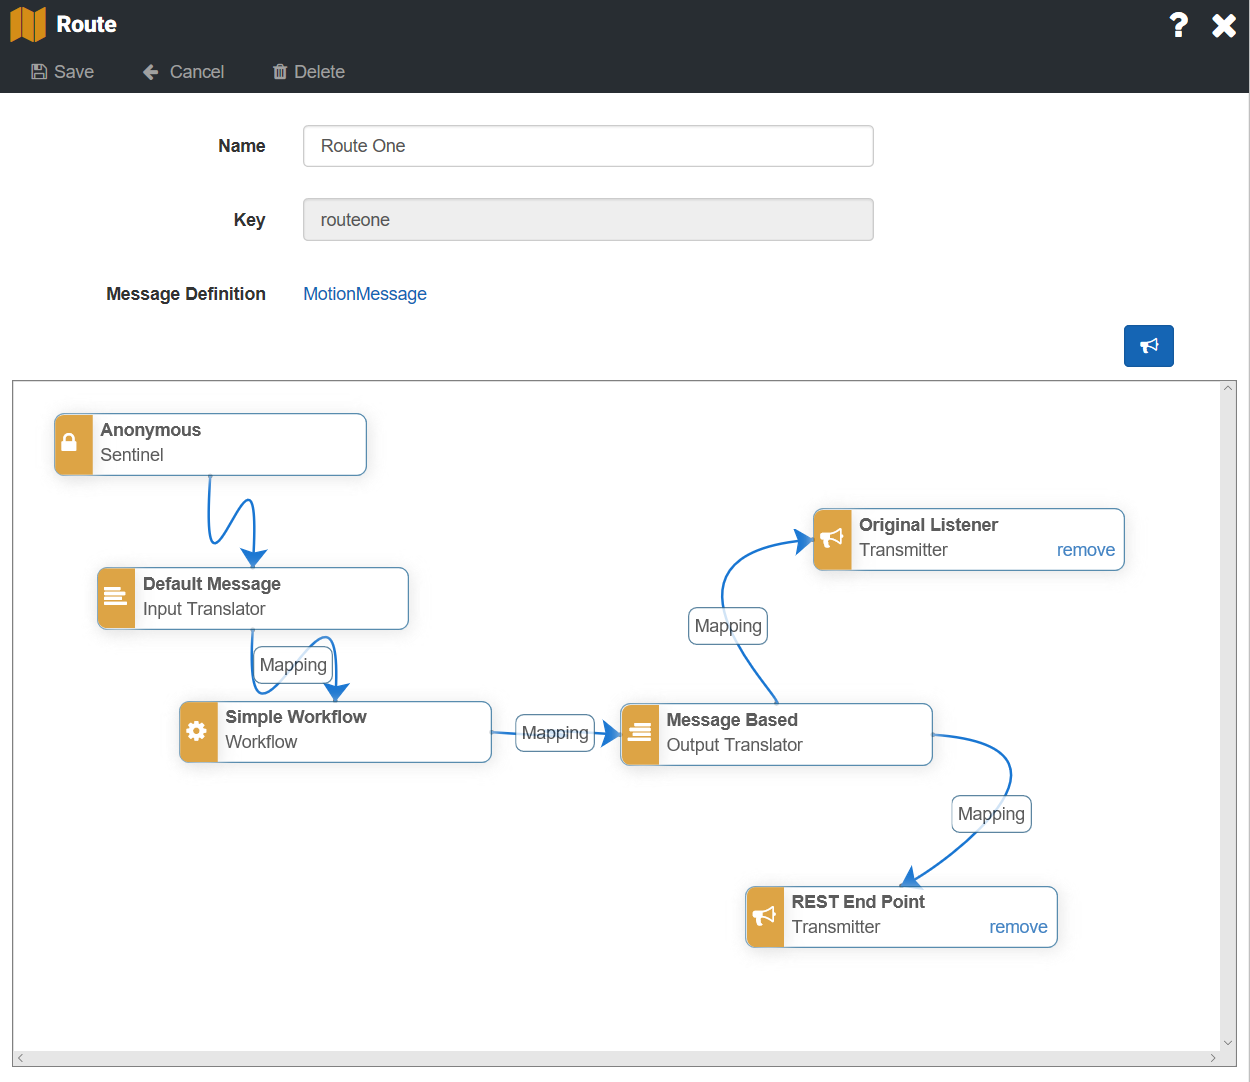 Route
Save Cancel Delete
Name Route One
Key routeone
Message Definition MotionMessage
Anonymous
Sentinel
Default Message
Input Translator
Mapping
Simple Workflow
Workflow
Mapping
Message Based
Output Translator
Mapping
Original Listener
Transmitter remove
Mapping
REST End Point
Transmitter remove